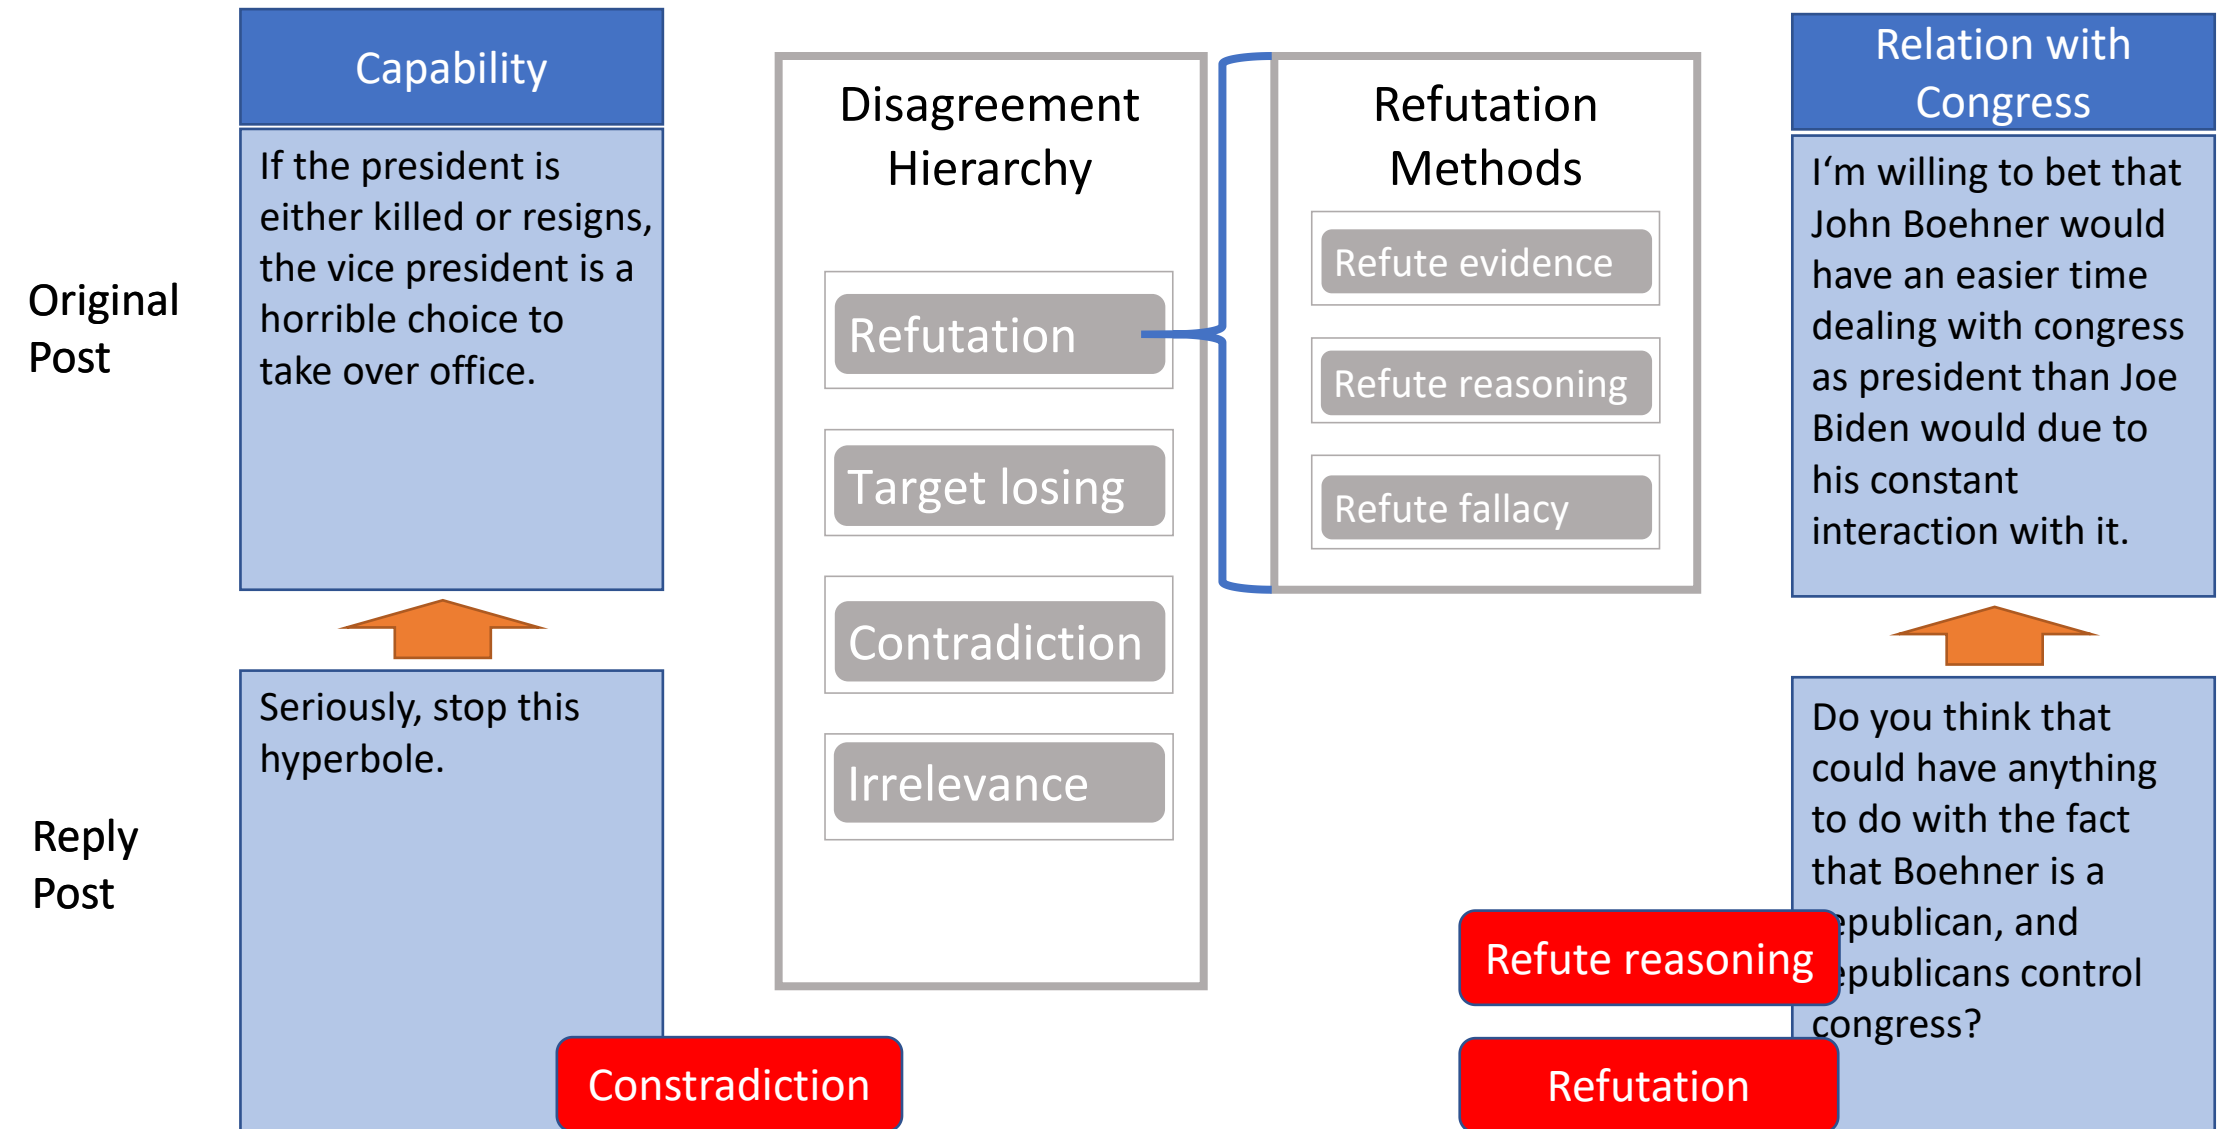 Capability
If the president is
either killed or resigns,
the vice president is a
horrible choice to
take over office.
Original
Post
Seriously, stop this
hyperbole.
Reply
Post
Constradiction
Disagreement
Hierarchy
Refutation
Target losing
Contradiction
Irrelevance
Refutation
Methods
Refute evidence
Refute reasoning
Refute fallacy
Relation with
Congress
I‘m willing to bet that
John Boehner would
have an easier time
dealing with congress
as president than Joe
Biden would due to
his constant
interaction with it.
Do you think that
could have anything
to do with the fact
that Boehner is a
epublican, and
epublicans control
congress?
Refute reasoning
Refutation